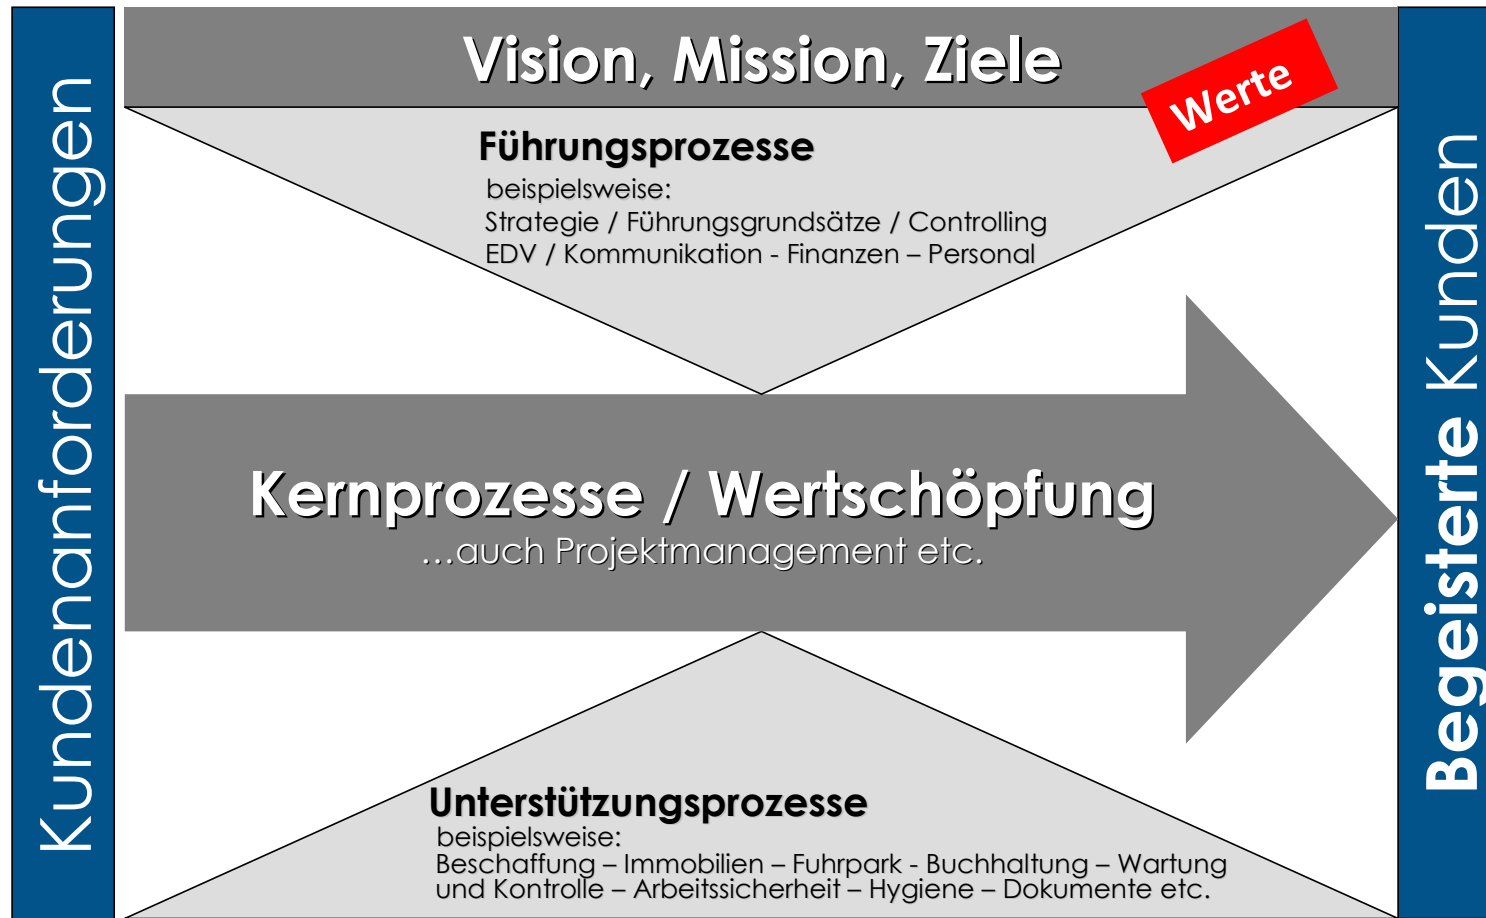 Kundenanforderungen
Vision, Mission, Ziele
Werte
Führungsprozesse
beispielsweise:
Strategie / Führungsgrundsätze / Controlling
EDV / Kommunikation - Finanzen – Personal
Kernprozesse / Wertschöpfung
...auch Projektmanagement etc.
Unterstützungsprozesse
beispielsweise:
Beschaffung – Immobilien – Fuhrpark - Buchhaltung – Wartung
und Kontrolle – Arbeitssicherheit – Hygiene – Dokumente etc.
Begeisterte Kunden